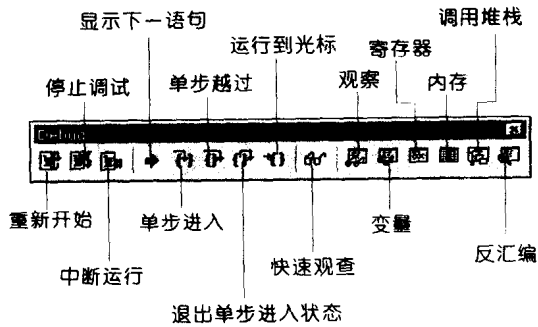 显示下一语句
调用堆栈
运行到光标
寄存器
停止调试
单步越过
观察
内存
Debug
重新开始
单步进入
变量
中断运行
快速观查
反汇编
退出单步进入状态